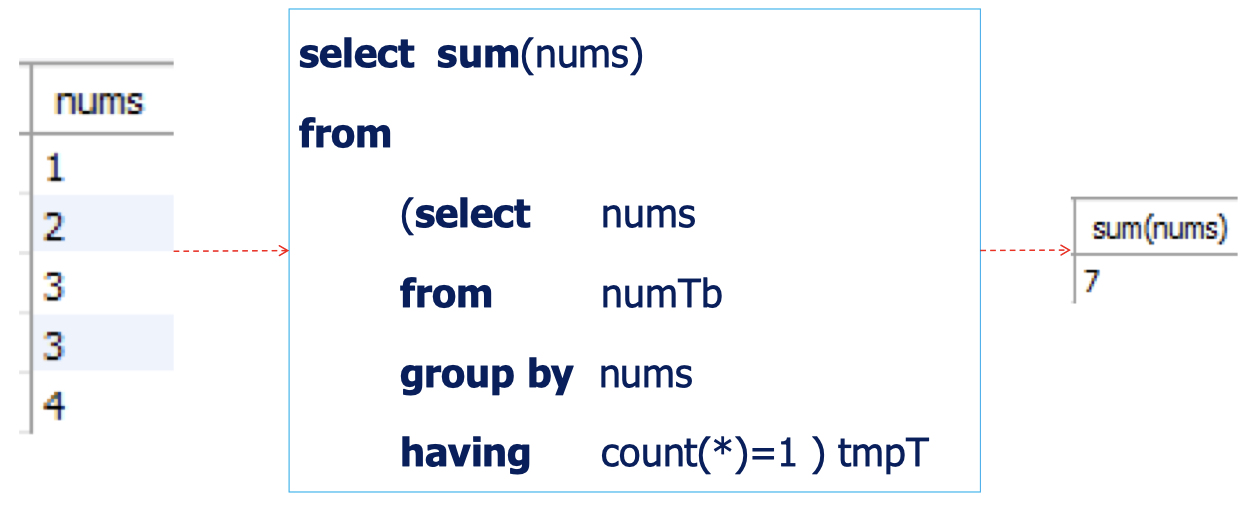 nums
1
2
3
3
4
select sum(nums)
from
(select nums
from numTb
group by nums
having count(*)=1 ) tmpT
sum(nums)
7